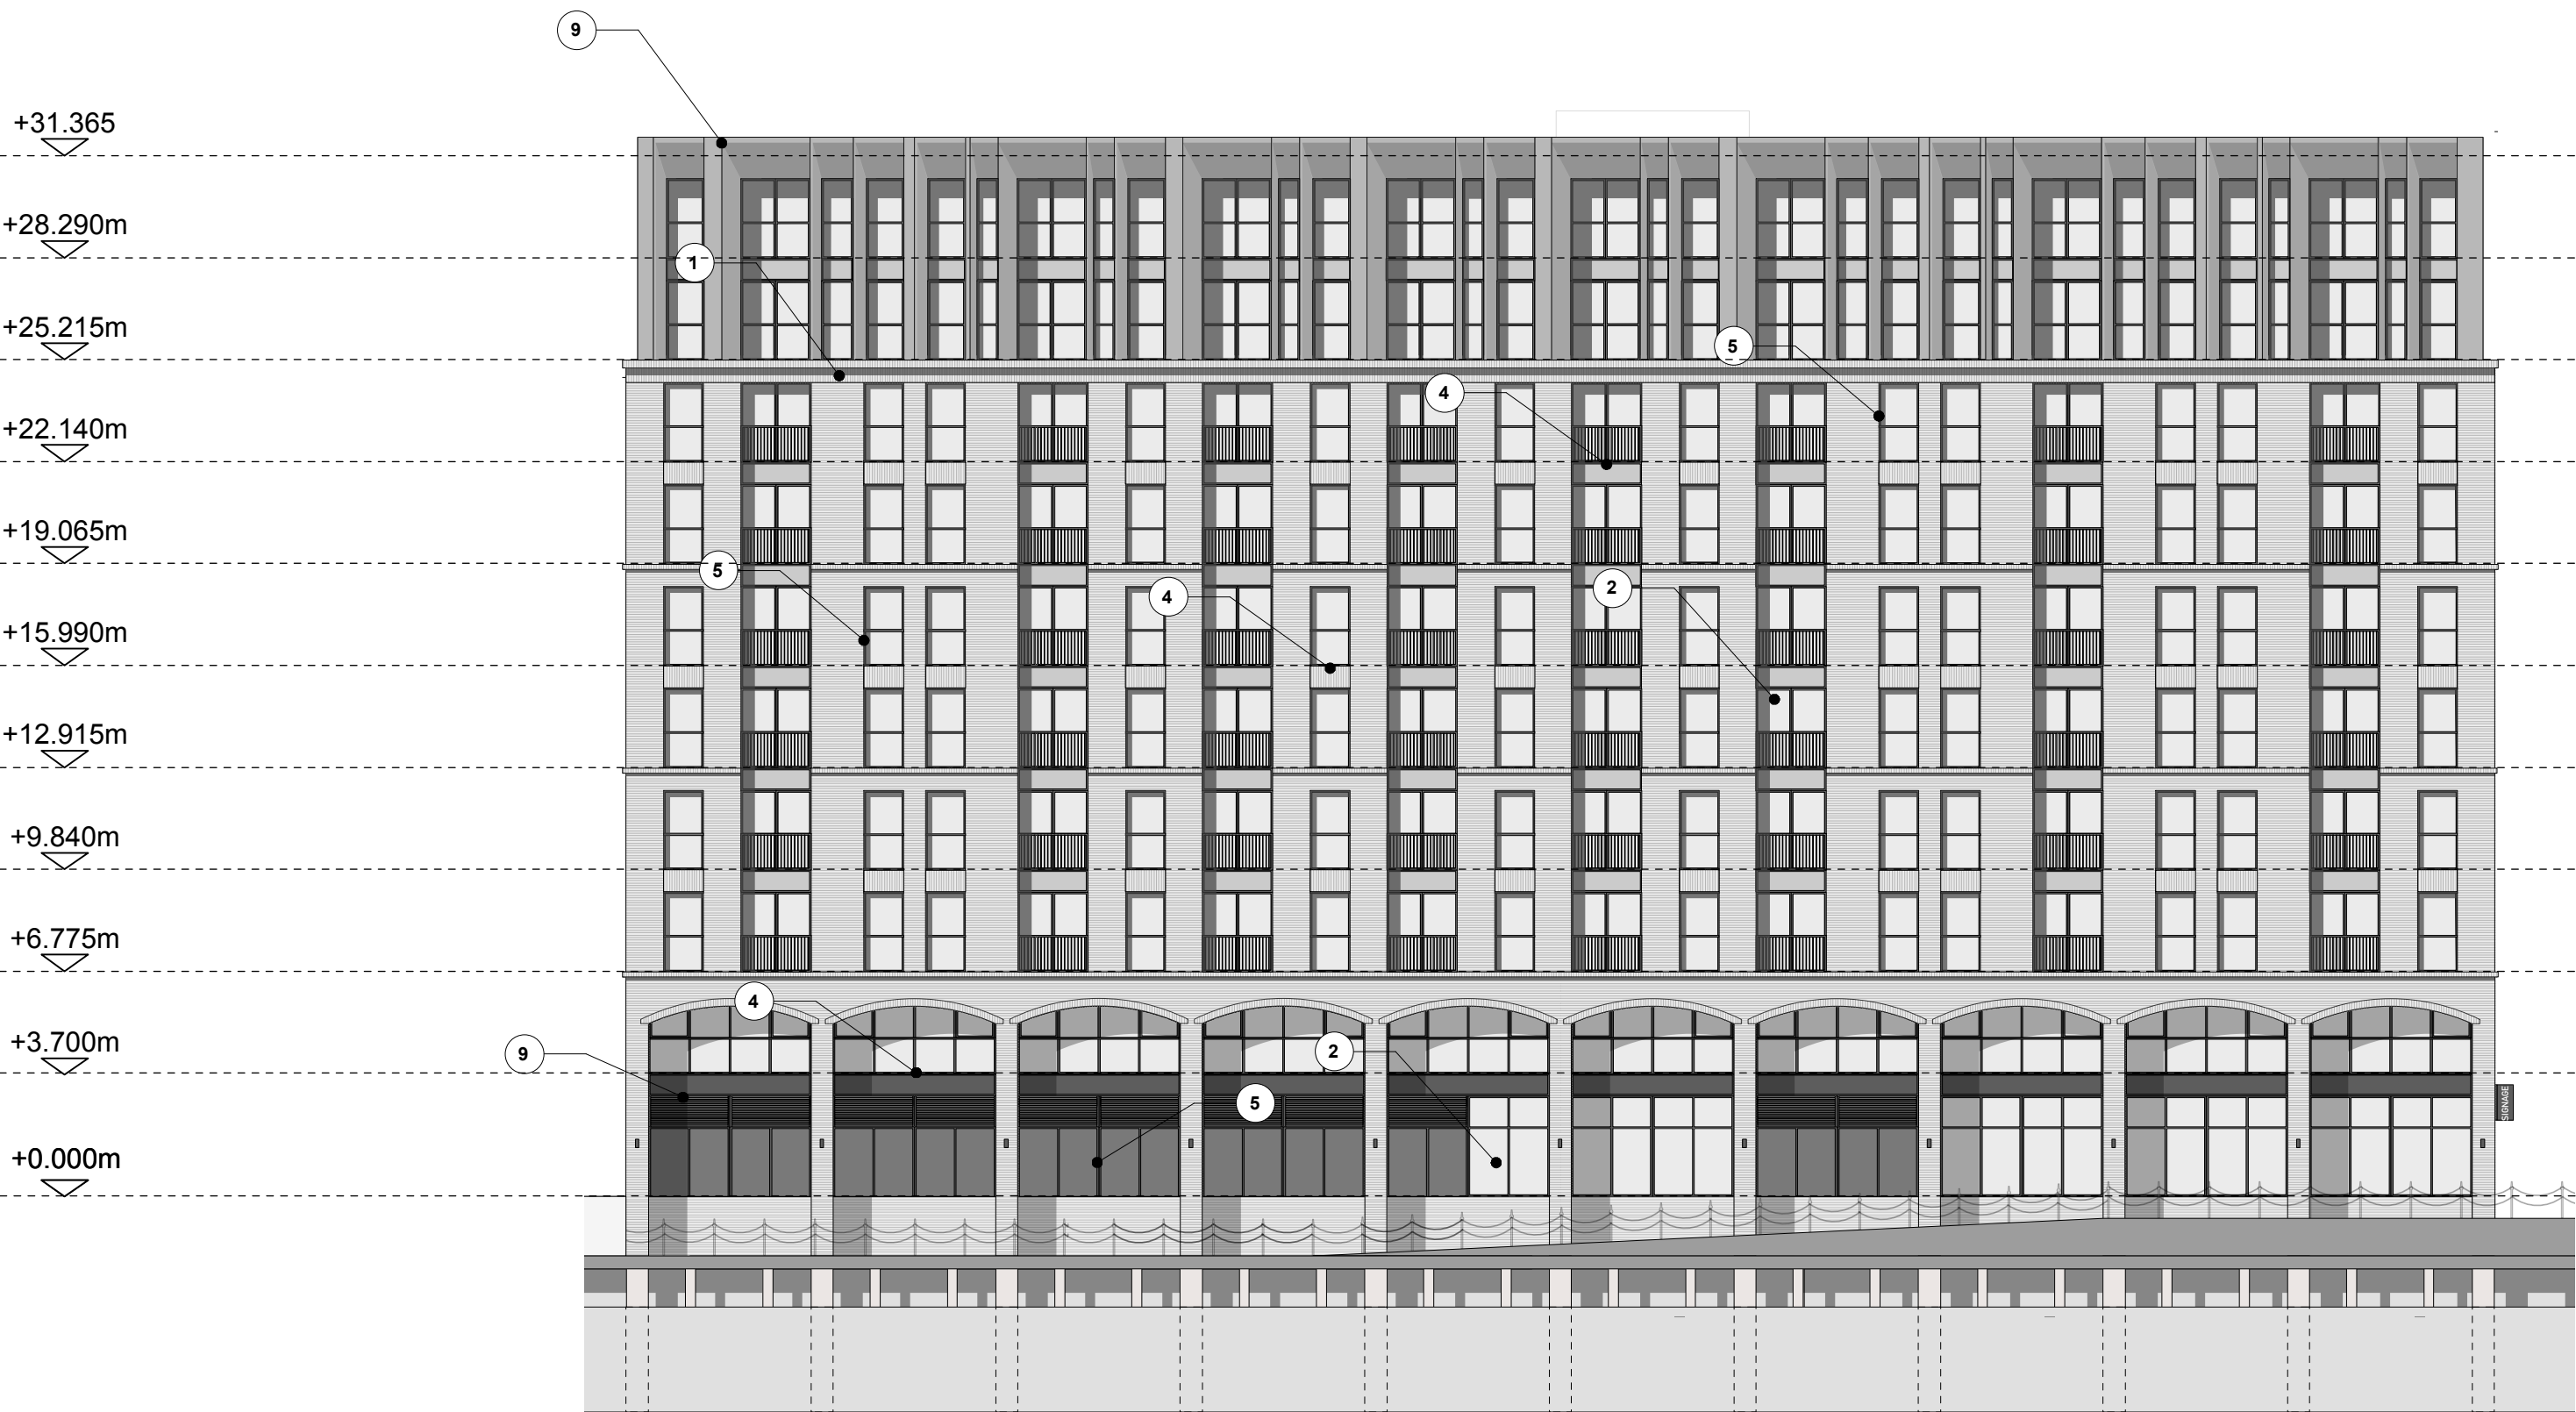 9
+31.365
+28.290m
1
+25.215m
5
4
+22.140m
+19.065m
5
4
2
+15.990m
+12.915m
+9.840m
+6.775m
4
+3.700m
9
2
5
SIGNAGE
+0.000m